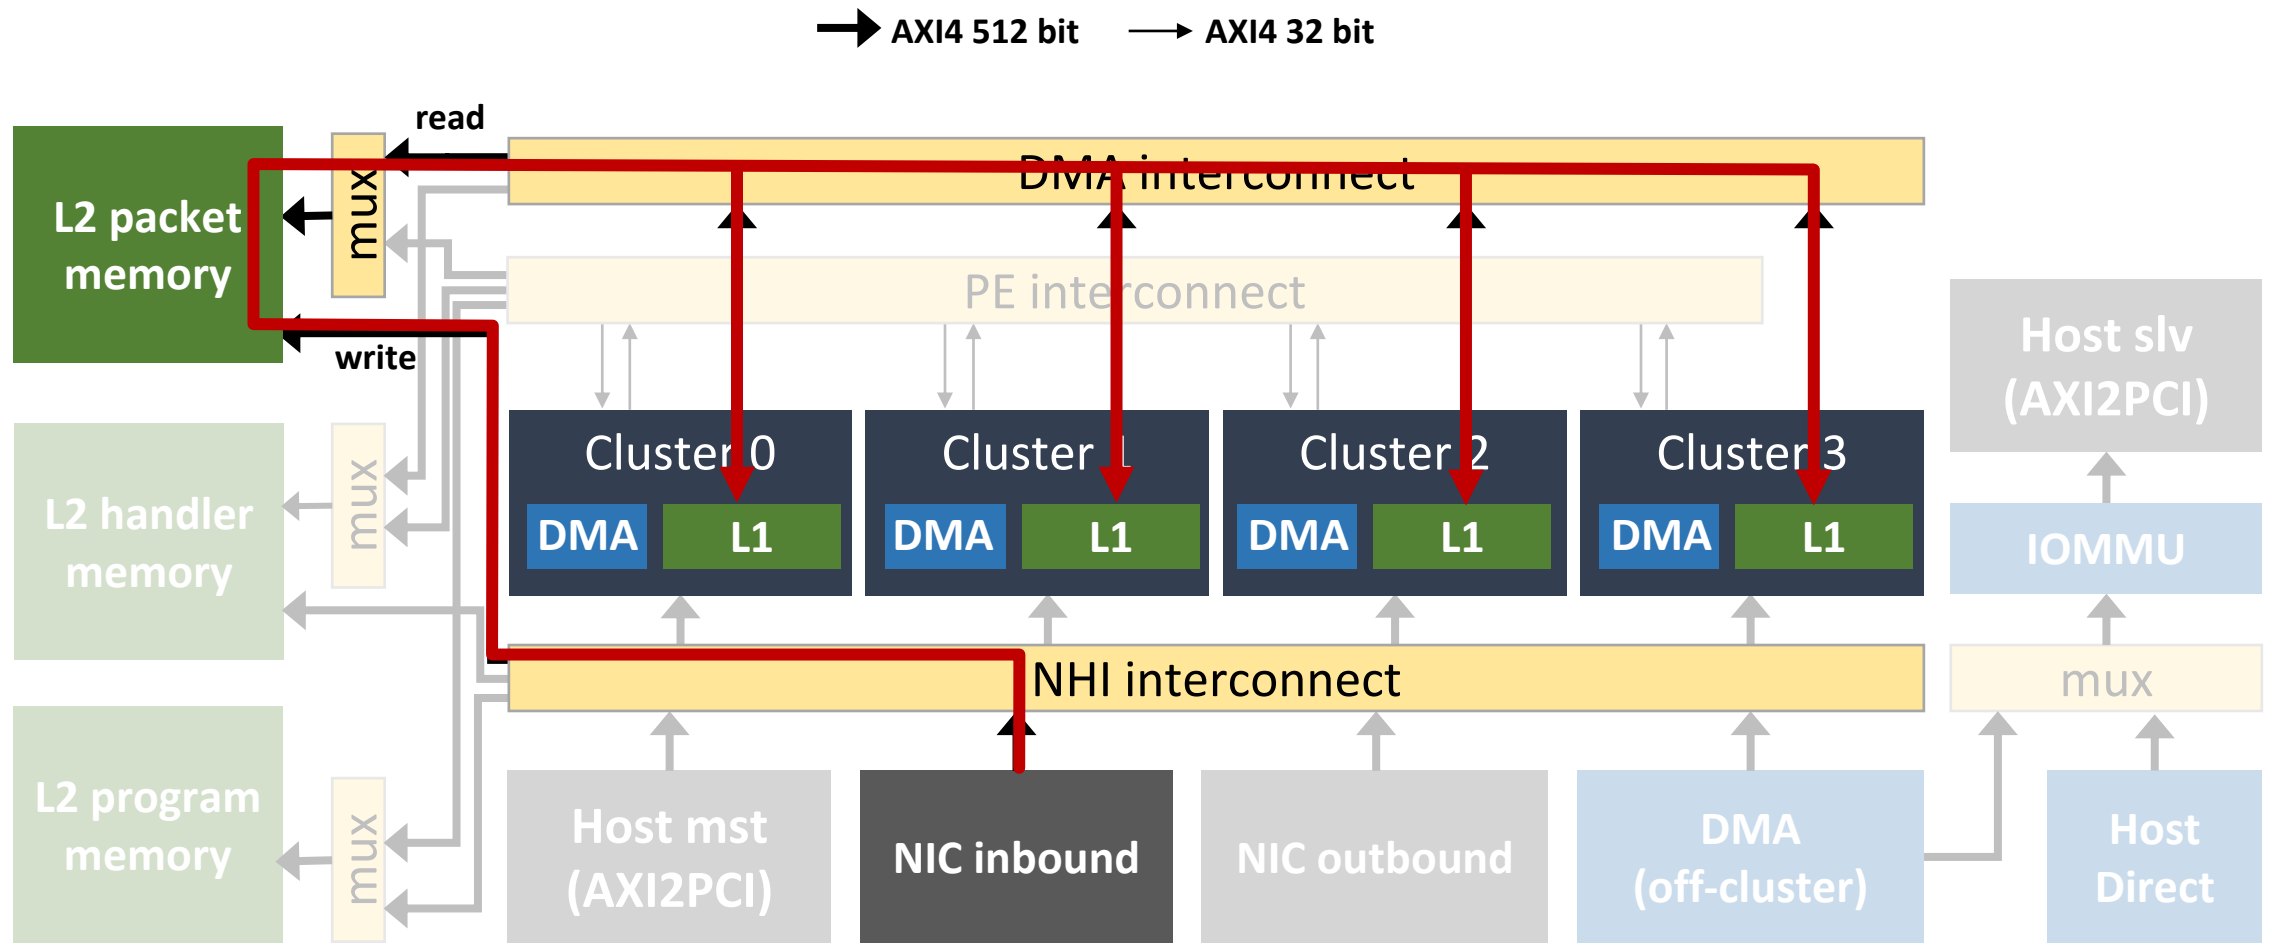 AXI4 512 bit
AXI4 32 bit
read
DMA interconnect
mux
L2 packet
memory
write
PE interconnect
Host slv
(AXI2PCI)
Cluster 0
Cluster 1
Cluster 2
Cluster 3
DMA
L1
DMA
L1
DMA
L1
DMA
L1
mux
L2 handler
memory
IOMMU
NHI interconnect
mux
L2 program
memory
mux
Host mst
(AXI2PCI)
NIC inbound
NIC outbound
DMA
(off-cluster)
Host
Direct